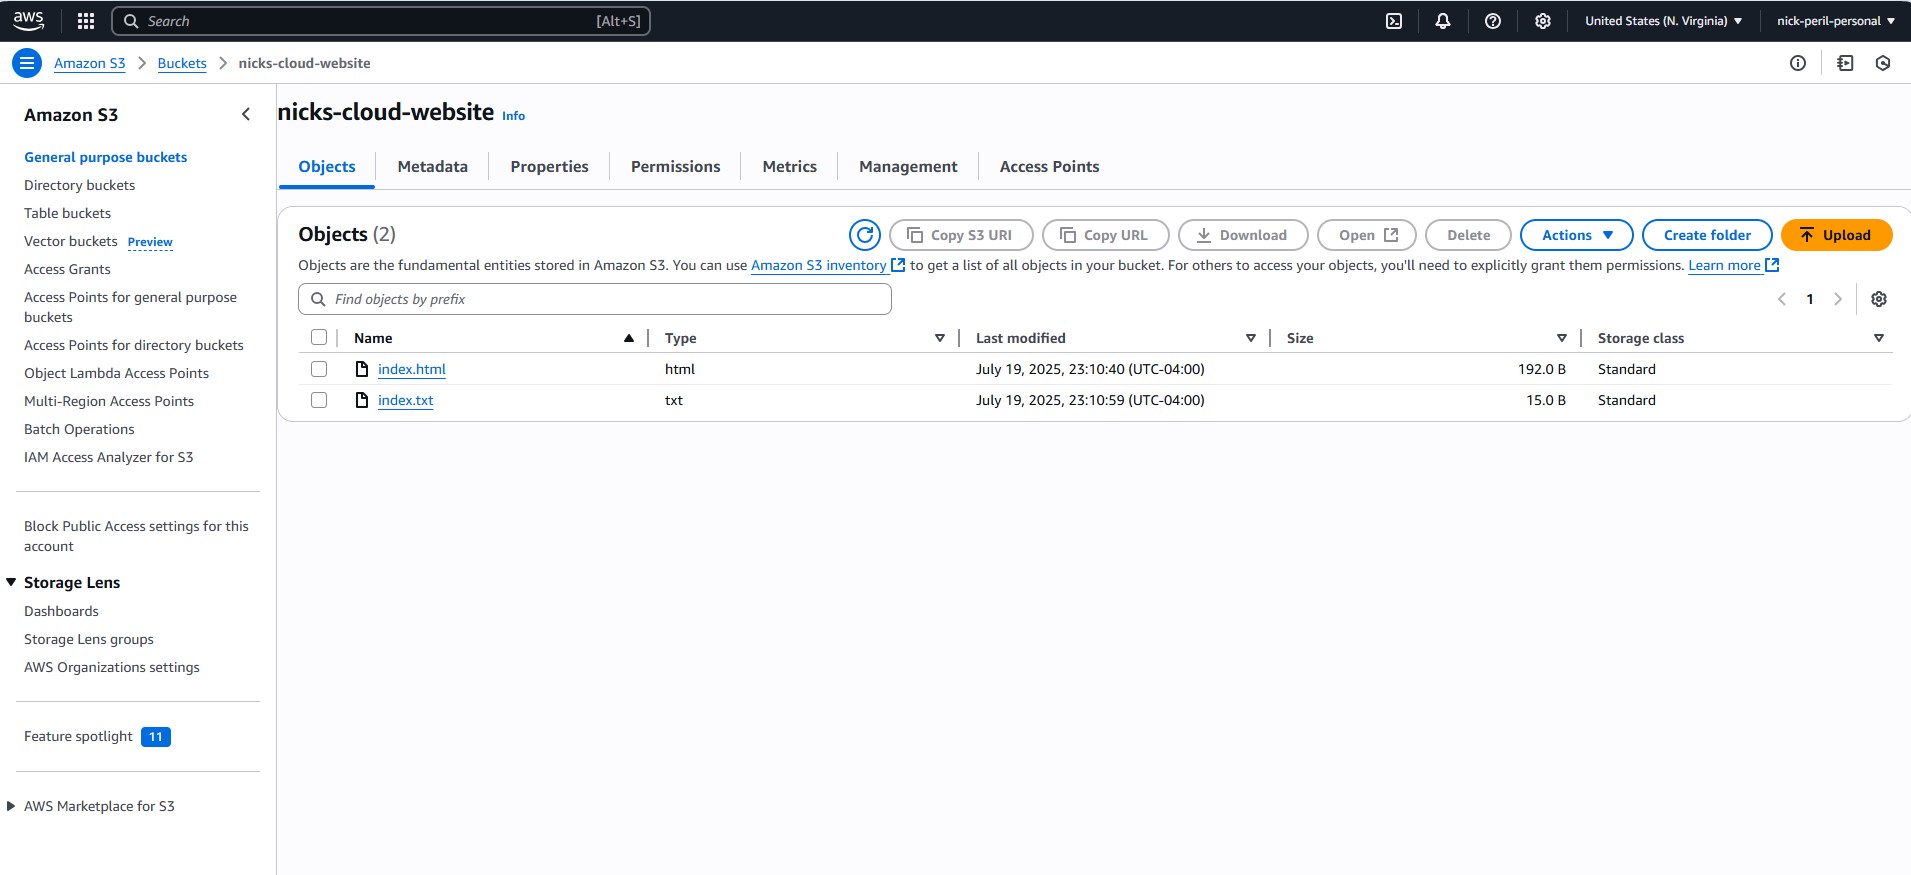 aws
Search [Alt+S]
United States (N. Virginia)
nick-peril-personal
Amazon S3 > Buckets > nicks-cloud-website
Amazon S3
General purpose buckets
Directory buckets
Table buckets
Vector buckets Preview
Access Grants
Access Points for general purpose
buckets
Access Points for directory buckets
Object Lambda Access Points
Multi-Region Access Points
Batch Operations
IAM Access Analyzer for S3
Block Public Access settings for this
account
Storage Lens
Dashboards
Storage Lens groups
AWS Organizations settings
Feature spotlight 11
AWS Marketplace for S3
nicks-cloud-website Info
Objects Metadata Properties Permissions Metrics Management Access Points
Objects (2)
Copy S3 URI Copy URL Download Open Delete Actions Create folder Upload
Objects are the fundamental entities stored in Amazon S3. You can use Amazon S3 inventory to get a list of all objects in your bucket. For others to access your objects, you'll need to explicitly grant them permissions. Learn more
Find objects by prefix
1
Name Type Last modified Size Storage class
index.html html July 19, 2025, 23:10:40 (UTC-04:00) 192.0 B Standard
index.txt txt July 19, 2025, 23:10:59 (UTC-04:00) 15.0 B Standard